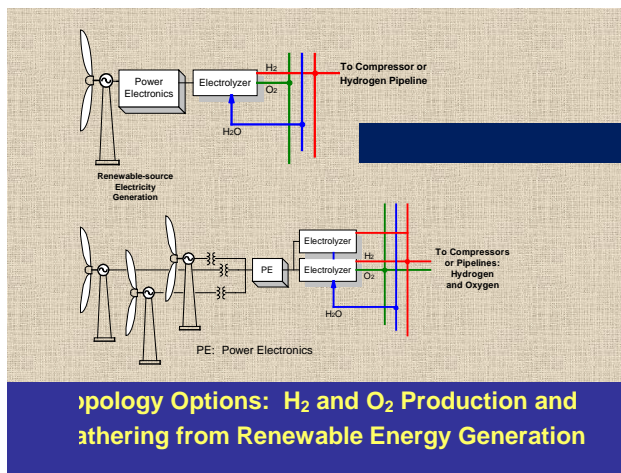 H₂
To Compressor or
Power
Electronics
Electrolyzer
Hydrogen Pipeline
O₂
H₂O
Renewable-source
Electricity
Generation
Electrolyzer
To Compressors
or Pipelines:
Hydrogen
and Oxygen
PE
Electrolyzer
H₂
O₂
H₂O
PE: Power Electronics
opology Options: H₂ and O₂ Production and
athering from Renewable Energy Generation